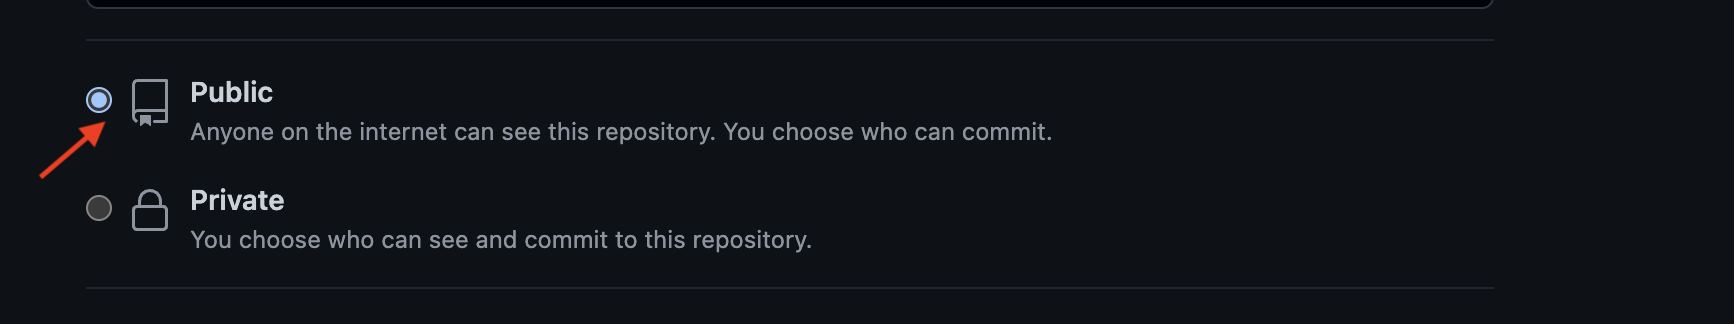 Public
Anyone on the internet can see this repository. You choose who can commit.
Private
You choose who can see and commit to this repository.